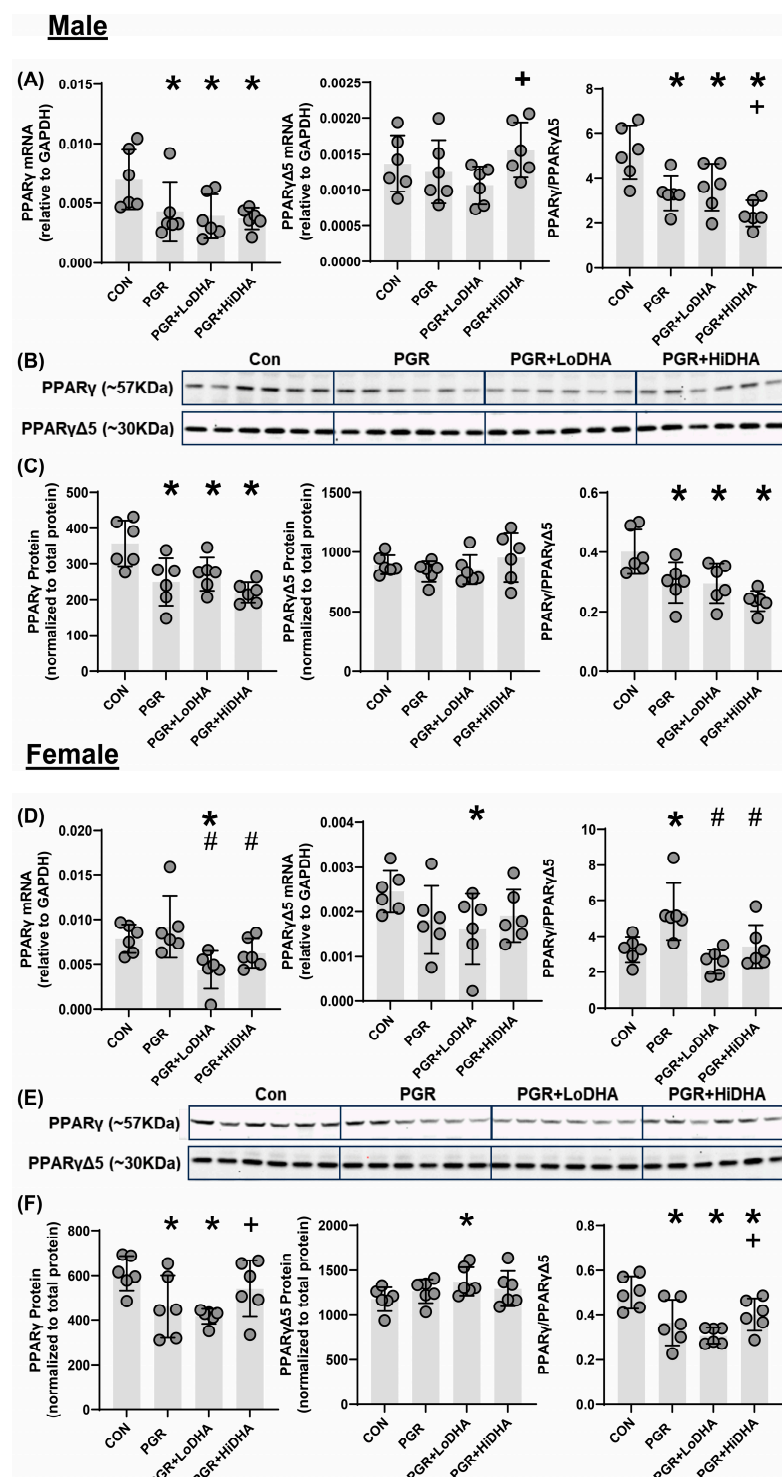 Male
(A)
PPARγ mRNA
(relative to GAPDH)
0.015
0.010
0.005
0.000
* * *
CON
PGR
PGR+LoDHA
PGR+HiDHA
PPARγΔ5 mRNA
(relative to GAPDH)
0.0025
0.0020
0.0015
0.0010
0.0005
0.0000
+
CON
PGR
PGR+LoDHA
PGR+HiDHA
PPARγ/PPARγΔ5
8
6
4
2
0
* * *
+
CON
PGR
PGR+LoDHA
PGR+HiDHA
(B)
Con PGR PGR+LoDHA PGR+HiDHA
PPARγ (~57KDa)
PPARγΔ5 (~30KDa)
(C)
PPARγ Protein
(normalized to total protein)
500
400
300
200
100
0
* * *
CON
PGR
PGR+LoDHA
PGR+HiDHA
PPARγΔ5 Protein
(normalized to total protein)
1500
1000
500
0
CON
PGR
PGR+LoDHA
PGR+HiDHA
PPARγ/PPARγΔ5
0.6
0.4
0.2
0.0
* * *
CON
PGR
PGR+LoDHA
PGR+HiDHA
Female
(D)
PPARγ mRNA
(relative to GAPDH)
0.020
0.015
0.010
0.005
0.000
*
# #
CON
PGR
PGR+LoDHA
PGR+HiDHA
PPARγΔ5 mRNA
(relative to GAPDH)
0.004
0.003
0.002
0.001
0.000
*
CON
PGR
PGR+LoDHA
PGR+HiDHA
PPARγ/PPARγΔ5
10
8
6
4
2
0
* # #
CON
PGR
PGR+LoDHA
PGR+HiDHA
(E)
Con PGR PGR+LoDHA PGR+HiDHA
PPARγ (~57KDa)
PPARγΔ5 (~30KDa)
(F)
PPARγ Protein
(normalized to total protein)
800
600
400
200
0
* * +
CON
PGR
PGR+LoDHA
PGR+HiDHA
PPARγΔ5 Protein
(normalized to total protein)
2000
1500
1000
500
0
*
CON
PGR
PGR+LoDHA
PGR+HiDHA
PPARγ/PPARγΔ5
0.8
0.6
0.4
0.2
0.0
* * *
+
CON
PGR
PGR+LoDHA
PGR+HiDHA